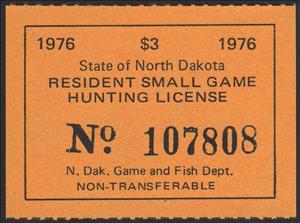 1976 $3 1976
State of North Dakota
RESIDENT SMALL GAME
HUNTING LICENSE
No. 107808
N. Dak. Game and Fish Dept.
NON-TRANSFERABLE